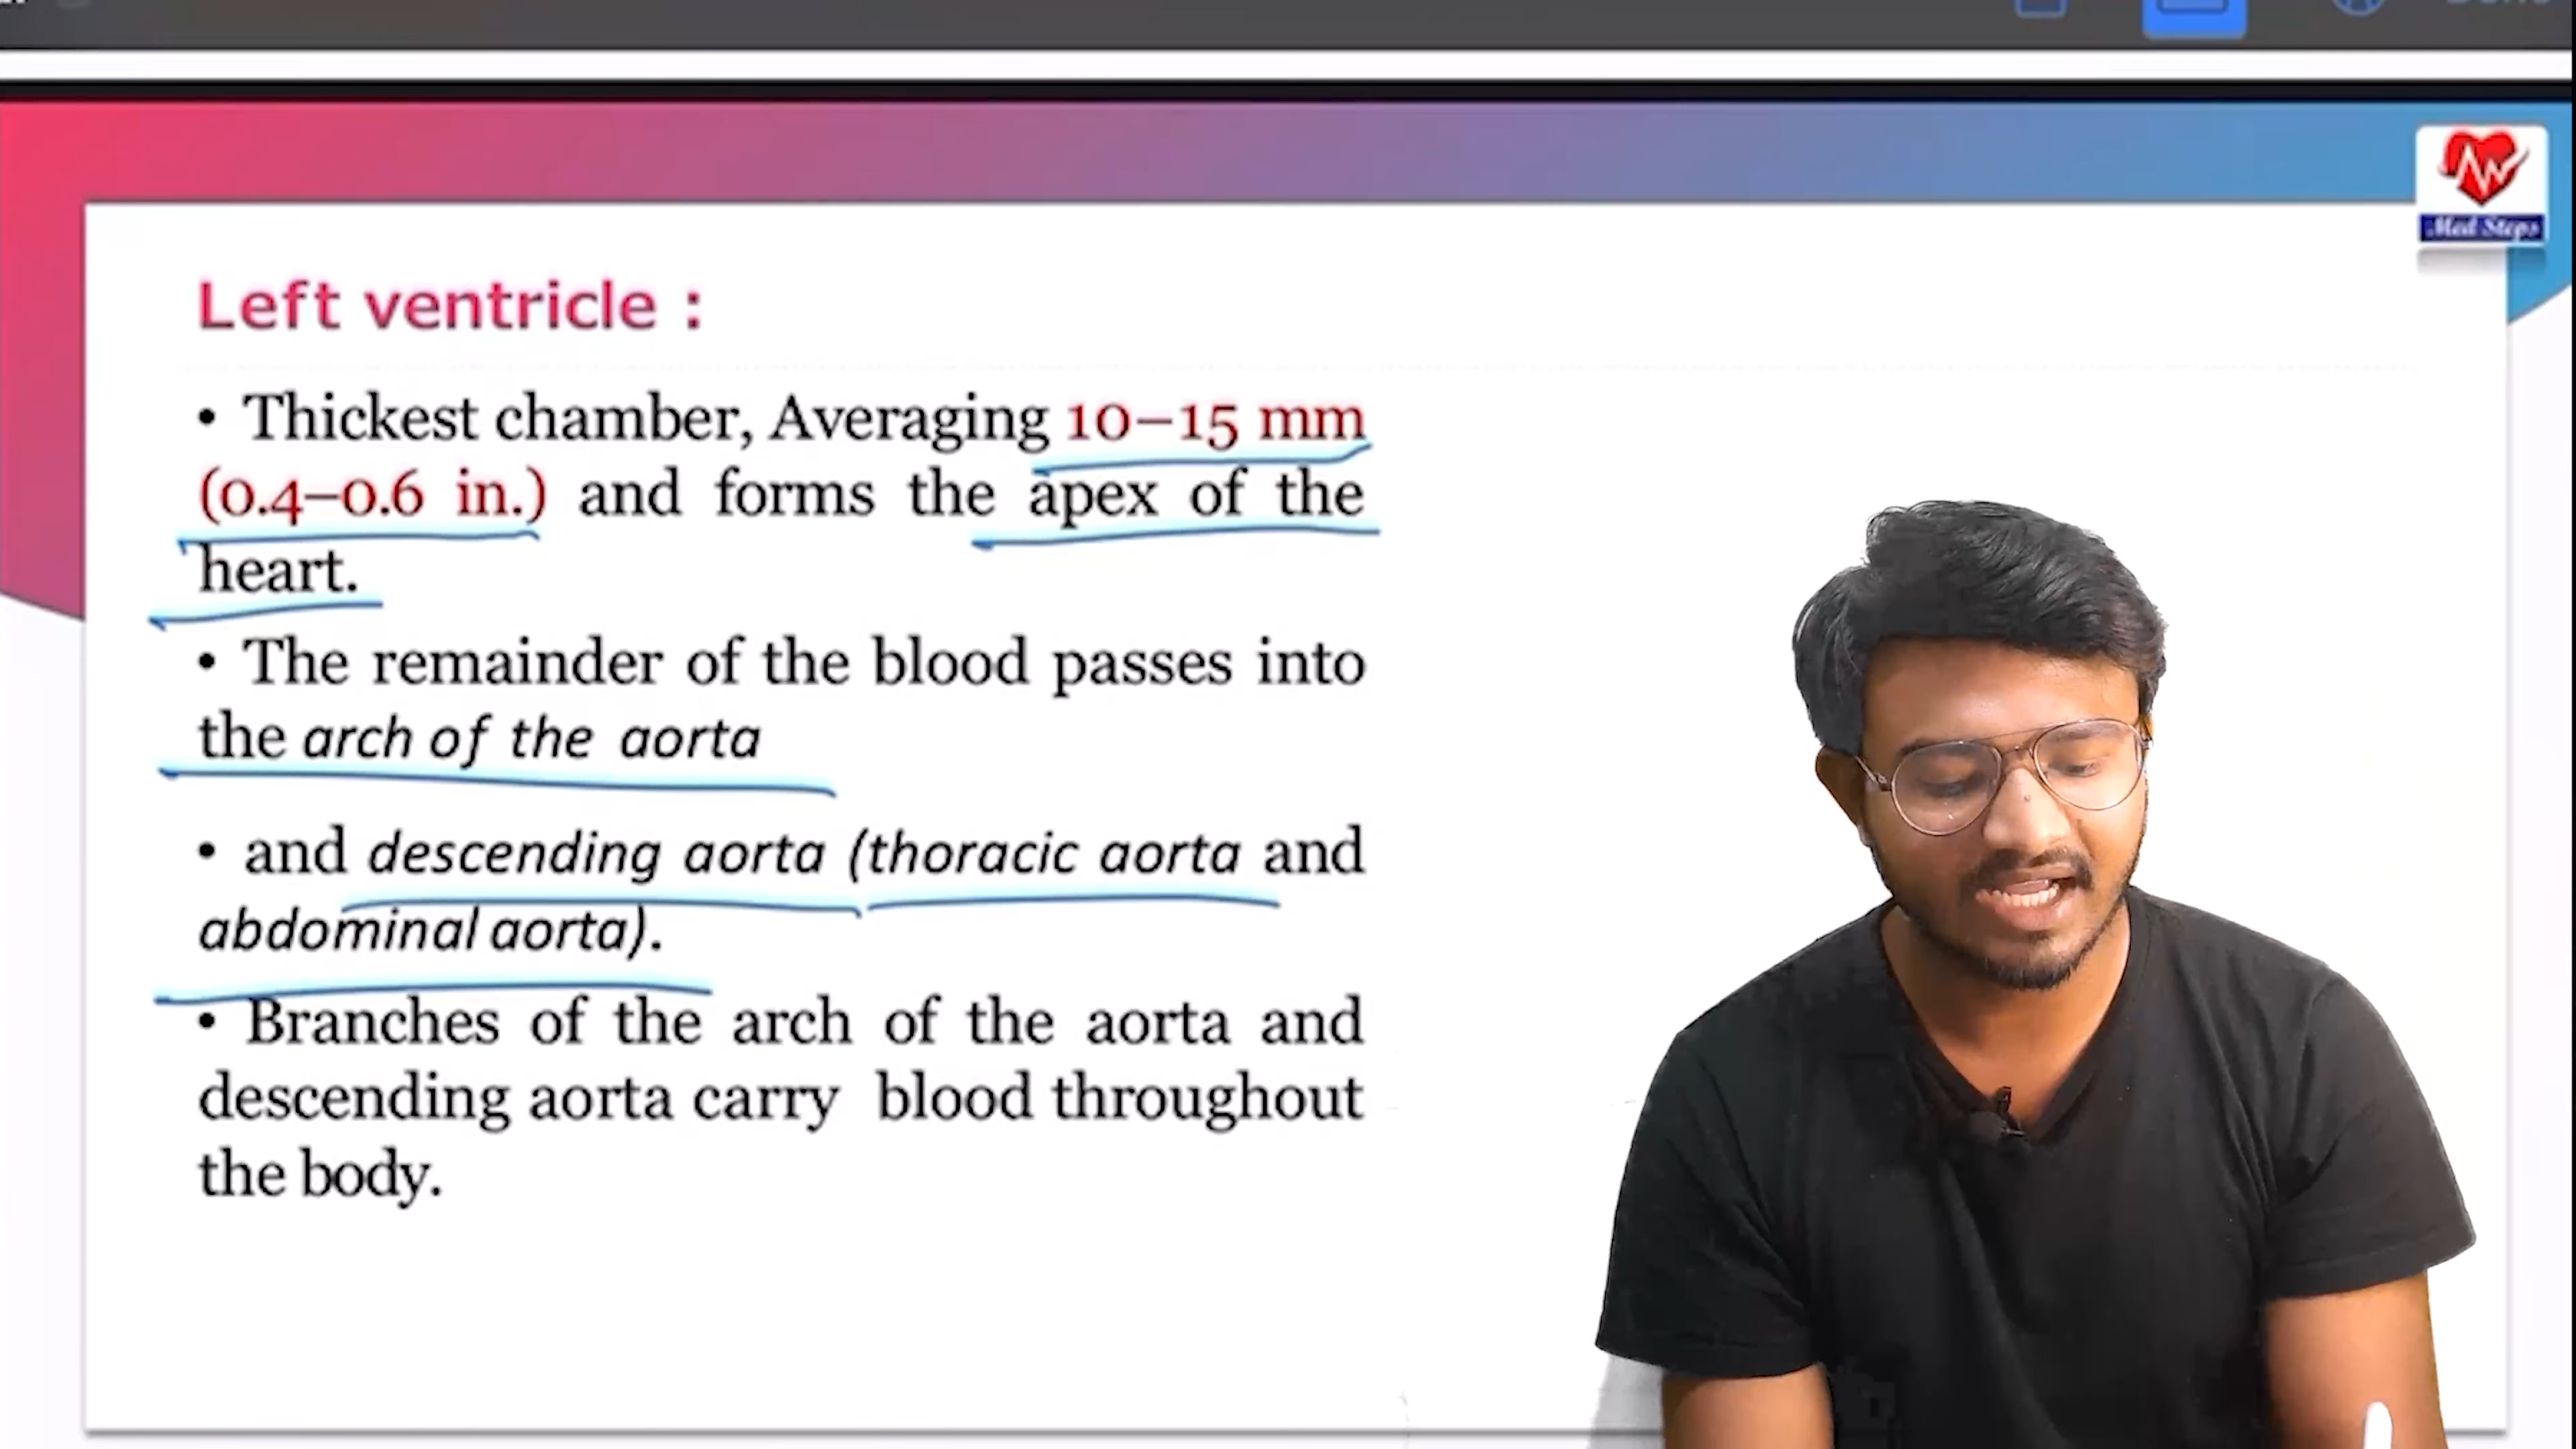 Med Steps
Left ventricle :
• Thickest chamber, Averaging 10–15 mm
(0.4–0.6 in.) and forms the apex of the
heart.
• The remainder of the blood passes into
the arch of the aorta
• and descending aorta (thoracic aorta and
abdominal aorta).
• Branches of the arch of the aorta and
descending aorta carry blood throughout
the body.